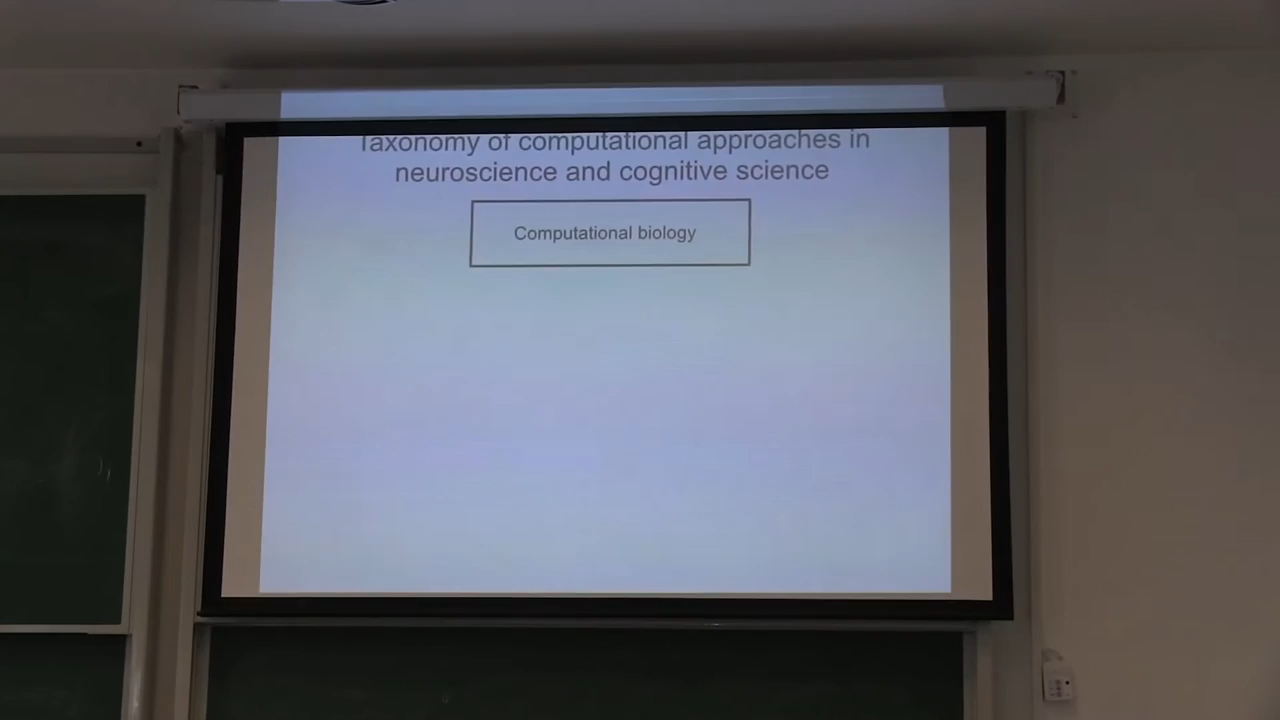 Taxonomy of computational approaches in
neuroscience and cognitive science
Computational biology